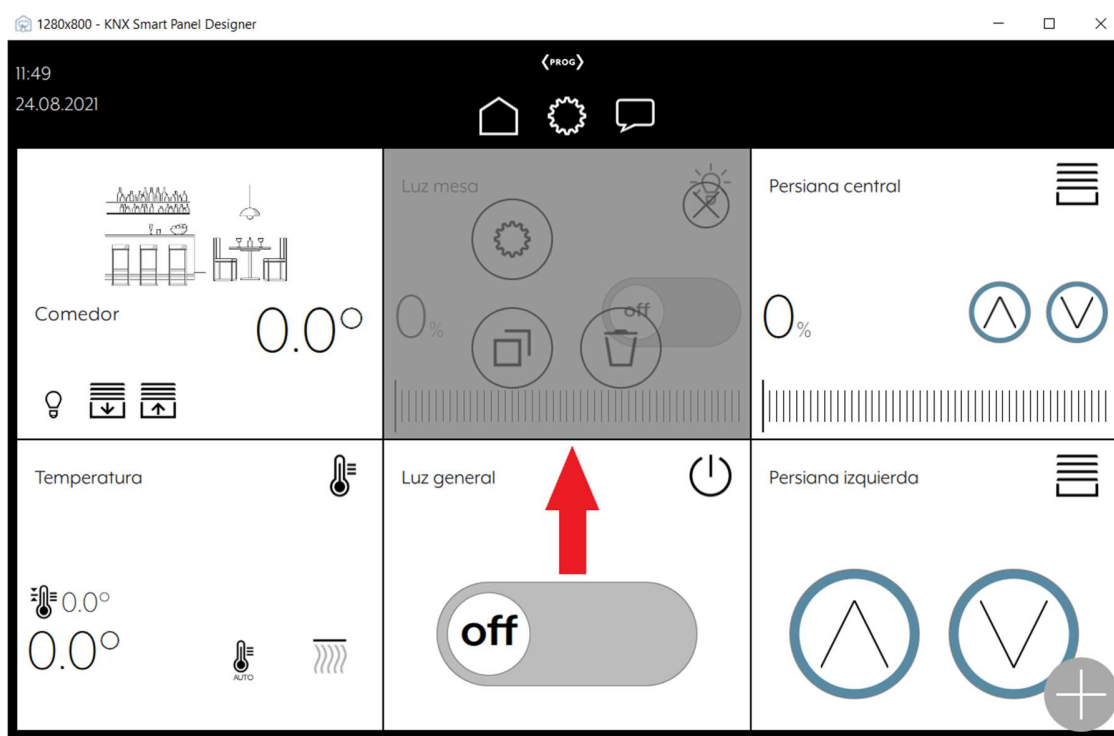 1280x800 - KNX Smart Panel Designer
11:49
24.08.2021
PROG
Luz mesa
0%
off
Persiana central
0%
Comedor
0.0°
Temperatura
0.0°
0.0°
AUTO
Luz general
off
Persiana izquierda